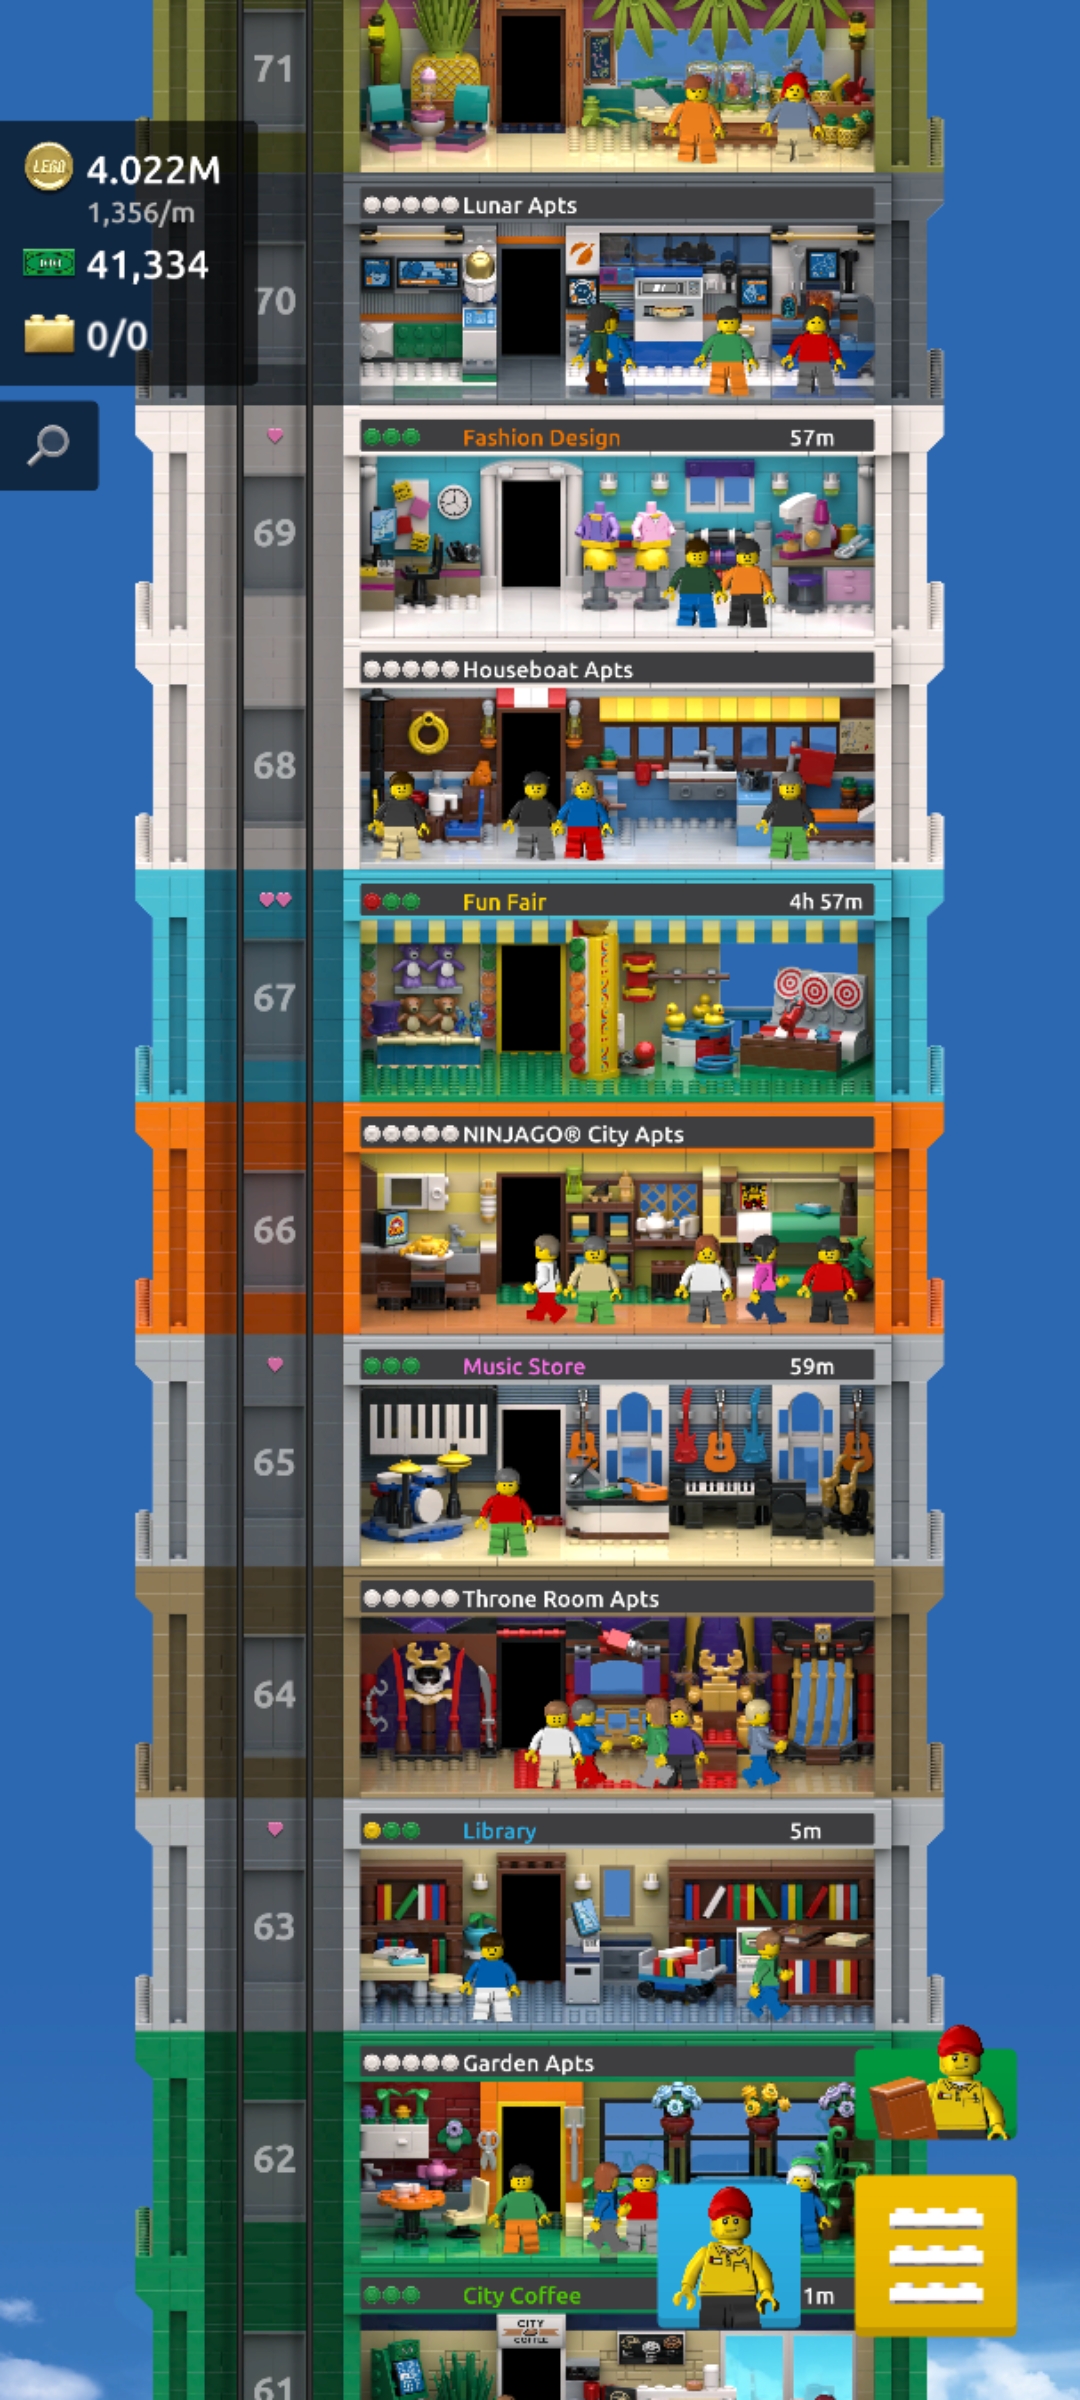 71
LEGO
4.022M
1,356/m
41,334
0/0
Lunar Apts
70
Fashion Design 57m
69
Houseboat Apts
68
Fun Fair 4h 57m
67
NINJAGO® City Apts
66
Music Store 59m
65
Throne Room Apts
64
Library 5m
63
Garden Apts
62
City Coffee 1m
CITY
COFFEE
61